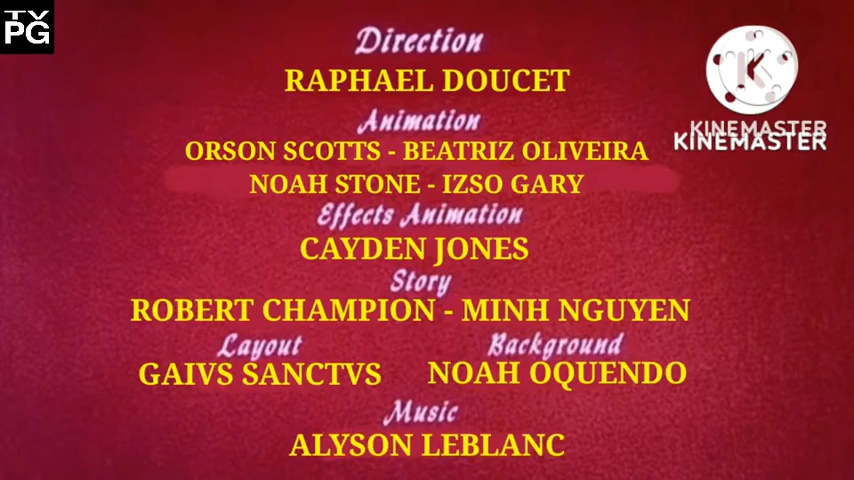 TV
PG
Direction
RAPHAEL DOUCET
K
KINEMASTER
KINEMASTER
Animation
ORSON SCOTTS - BEATRIZ OLIVEIRA
NOAH STONE - IZSO GARY
Effects Animation
CAYDEN JONES
Story
ROBERT CHAMPION - MINH NGUYEN
Layout
Background
GAIVS SANCTVS
NOAH OQUENDO
Music
ALYSON LEBLANC